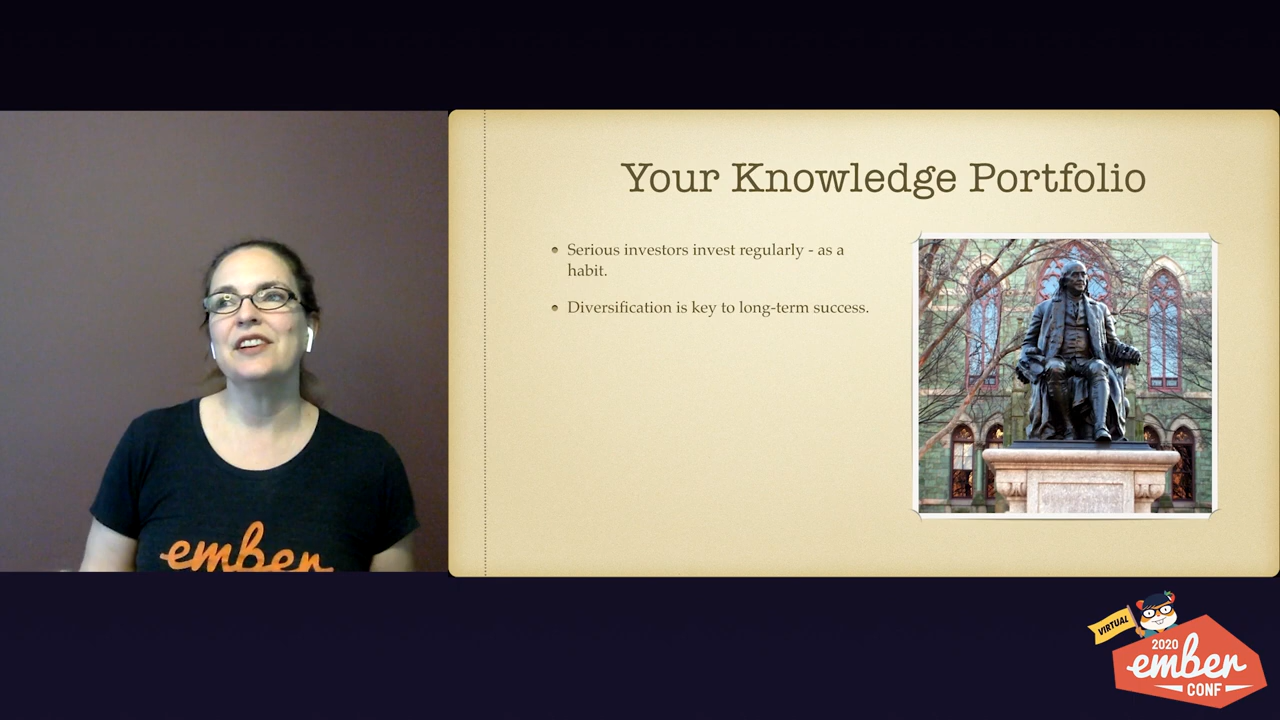 Your Knowledge Portfolio
Serious investors invest regularly - as a
habit.
Diversification is key to long-term success.
ember
VIRTUAL
2020
ember
CONF